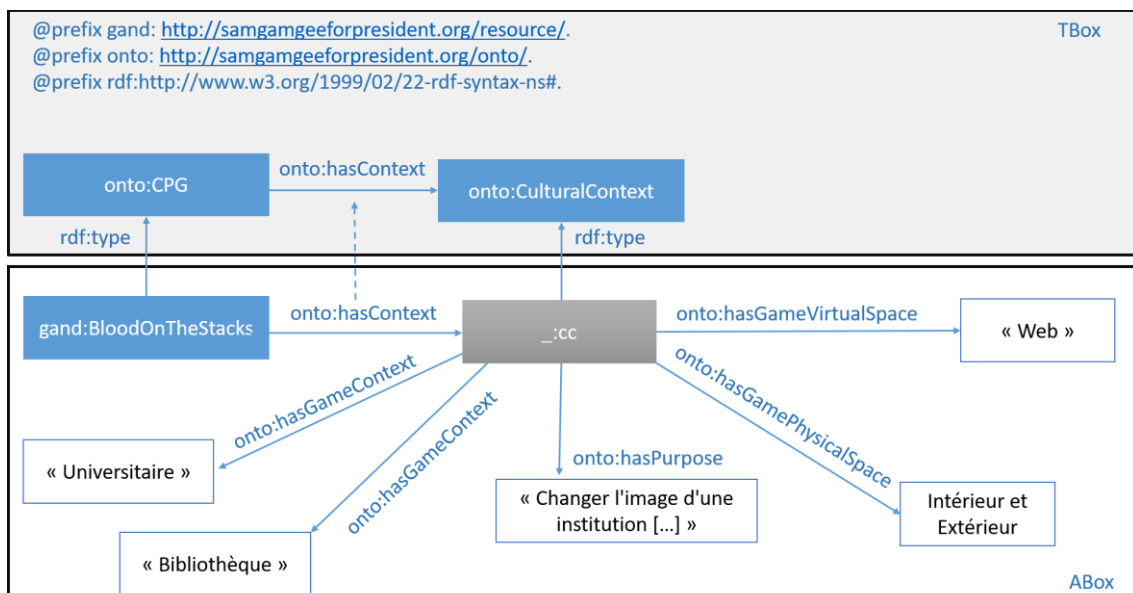 @prefix gand: http://samgamgeeforpresident.org/resource/.
TBox
@prefix onto: http://samgamgeeforpresident.org/onto/.
@prefix rdf:http://www.w3.org/1999/02/22-rdf-syntax-ns#.
onto:CPG
onto:hasContext
onto:CulturalContext
rdf:type
rdf:type
gand:BloodOnTheStacks
onto:hasContext
_:cc
onto:hasGameVirtualSpace
« Web »
onto:hasGameContext
onto:hasGameContext
onto:hasGamePhysicalSpace
« Universitaire »
onto:hasPurpose
« Changer l'image d'une
institution […] »
Intérieur et
Extérieur
« Bibliothèque »
ABox